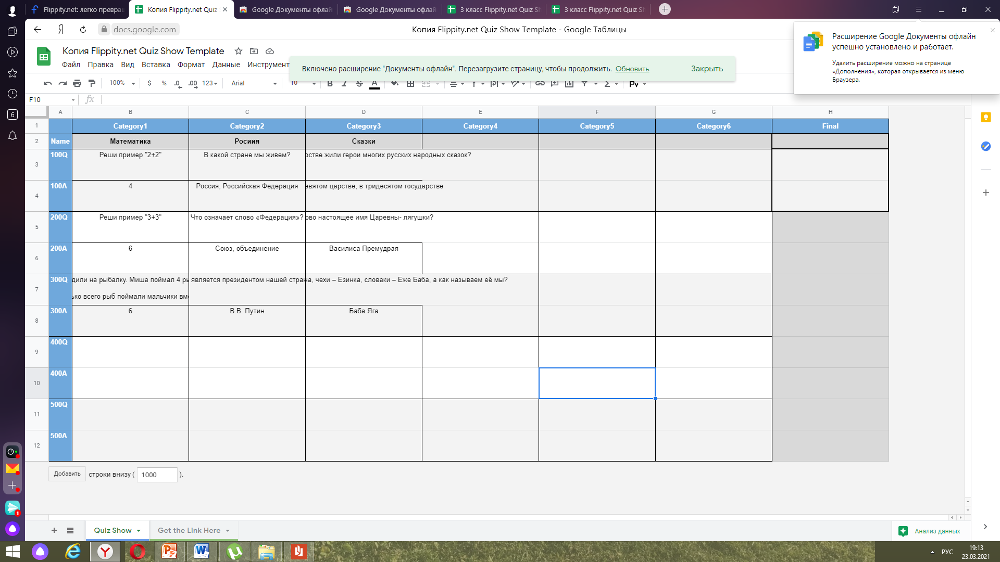 Flippity.net: легко превра
Копия Flippity.net Quiz
Google Документы офлай
Google Документы офлай
3 класс Flippity.net Quiz Sh
3 класс Flippity.net Quiz Sh
docs.google.com
Копия Flippity.net Quiz Show Template - Google Таблицы
Расширение Google Документы офлайн
успешно установлено и работает.
Удалить расширение можно на странице
«Дополнения», которая открывается из меню
Браузера.
Копия Flippity.net Quiz Show Template
Файл Правка Вид Вставка Формат Данные Инструмент
Включено расширение "Документы офлайн". Перезагрузите страницу, чтобы продолжить. Обновить Закрыть
100% $ % .0 .00 123 Arial 10 B I S A
F10 fx
A B C D E F G H
1 Category1 Category2 Category3 Category4 Category5 Category6 Final
2 Name Математика Росиия Сказки
3 100Q Реши пример "2+2" В какой стране мы живем? рстве жили герои многих русских народных сказок?
4 100A 4 Россия, Российская Федерация евятом царстве, в тридесятом государстве
5 200Q Реши пример "3+3" Что означает слово «Федерация»? ово настоящее имя Царевны- лягушки?
6 200A 6 Союз, объединение Василиса Премудрая
7 300Q дили на рыбалку. Миша поймал 4 ры является президентом нашей стра на, чехи – Езинка, словаки – Еже Баба, а как называем её мы?
ько всего рыб поймали мальчики вм
8 300A 6 В.В. Путин Баба Яга
9 400Q
10 400A
11 500Q
12 500A
Добавить строки внизу ( 1000 ).
Quiz Show Get the Link Here
Анализ данных
6
1
РУС
19:13
23.03.2021